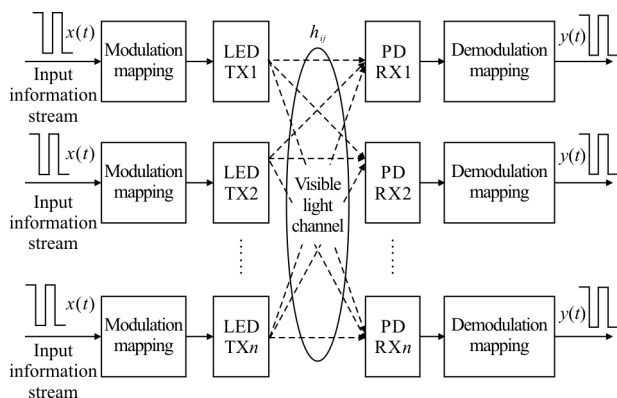 x(t)
Input
information
stream
Modulation
mapping
LED
TX1
h_ij
PD
RX1
Demodulation
mapping
y(t)
x(t)
Input
information
stream
Modulation
mapping
LED
TX2
Visible
light
channel
PD
RX2
Demodulation
mapping
y(t)
x(t)
Input
information
stream
Modulation
mapping
LED
TXn
PD
RXn
Demodulation
mapping
y(t)